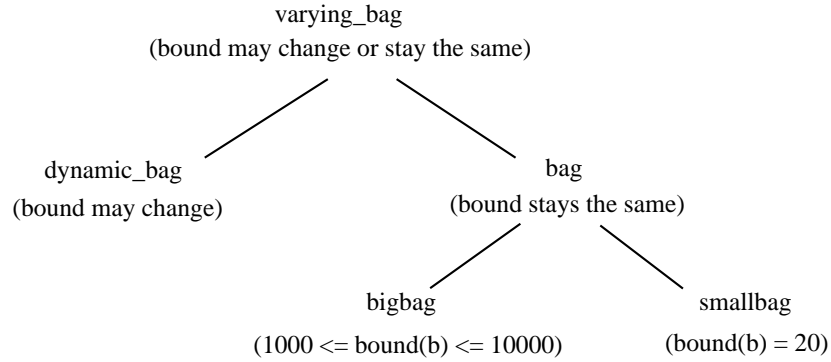 varying_bag
(bound may change or stay the same)
dynamic_bag
(bound may change)
bag
(bound stays the same)
bigbag
(1000 <= bound(b) <= 10000)
smallbag
(bound(b) = 20)